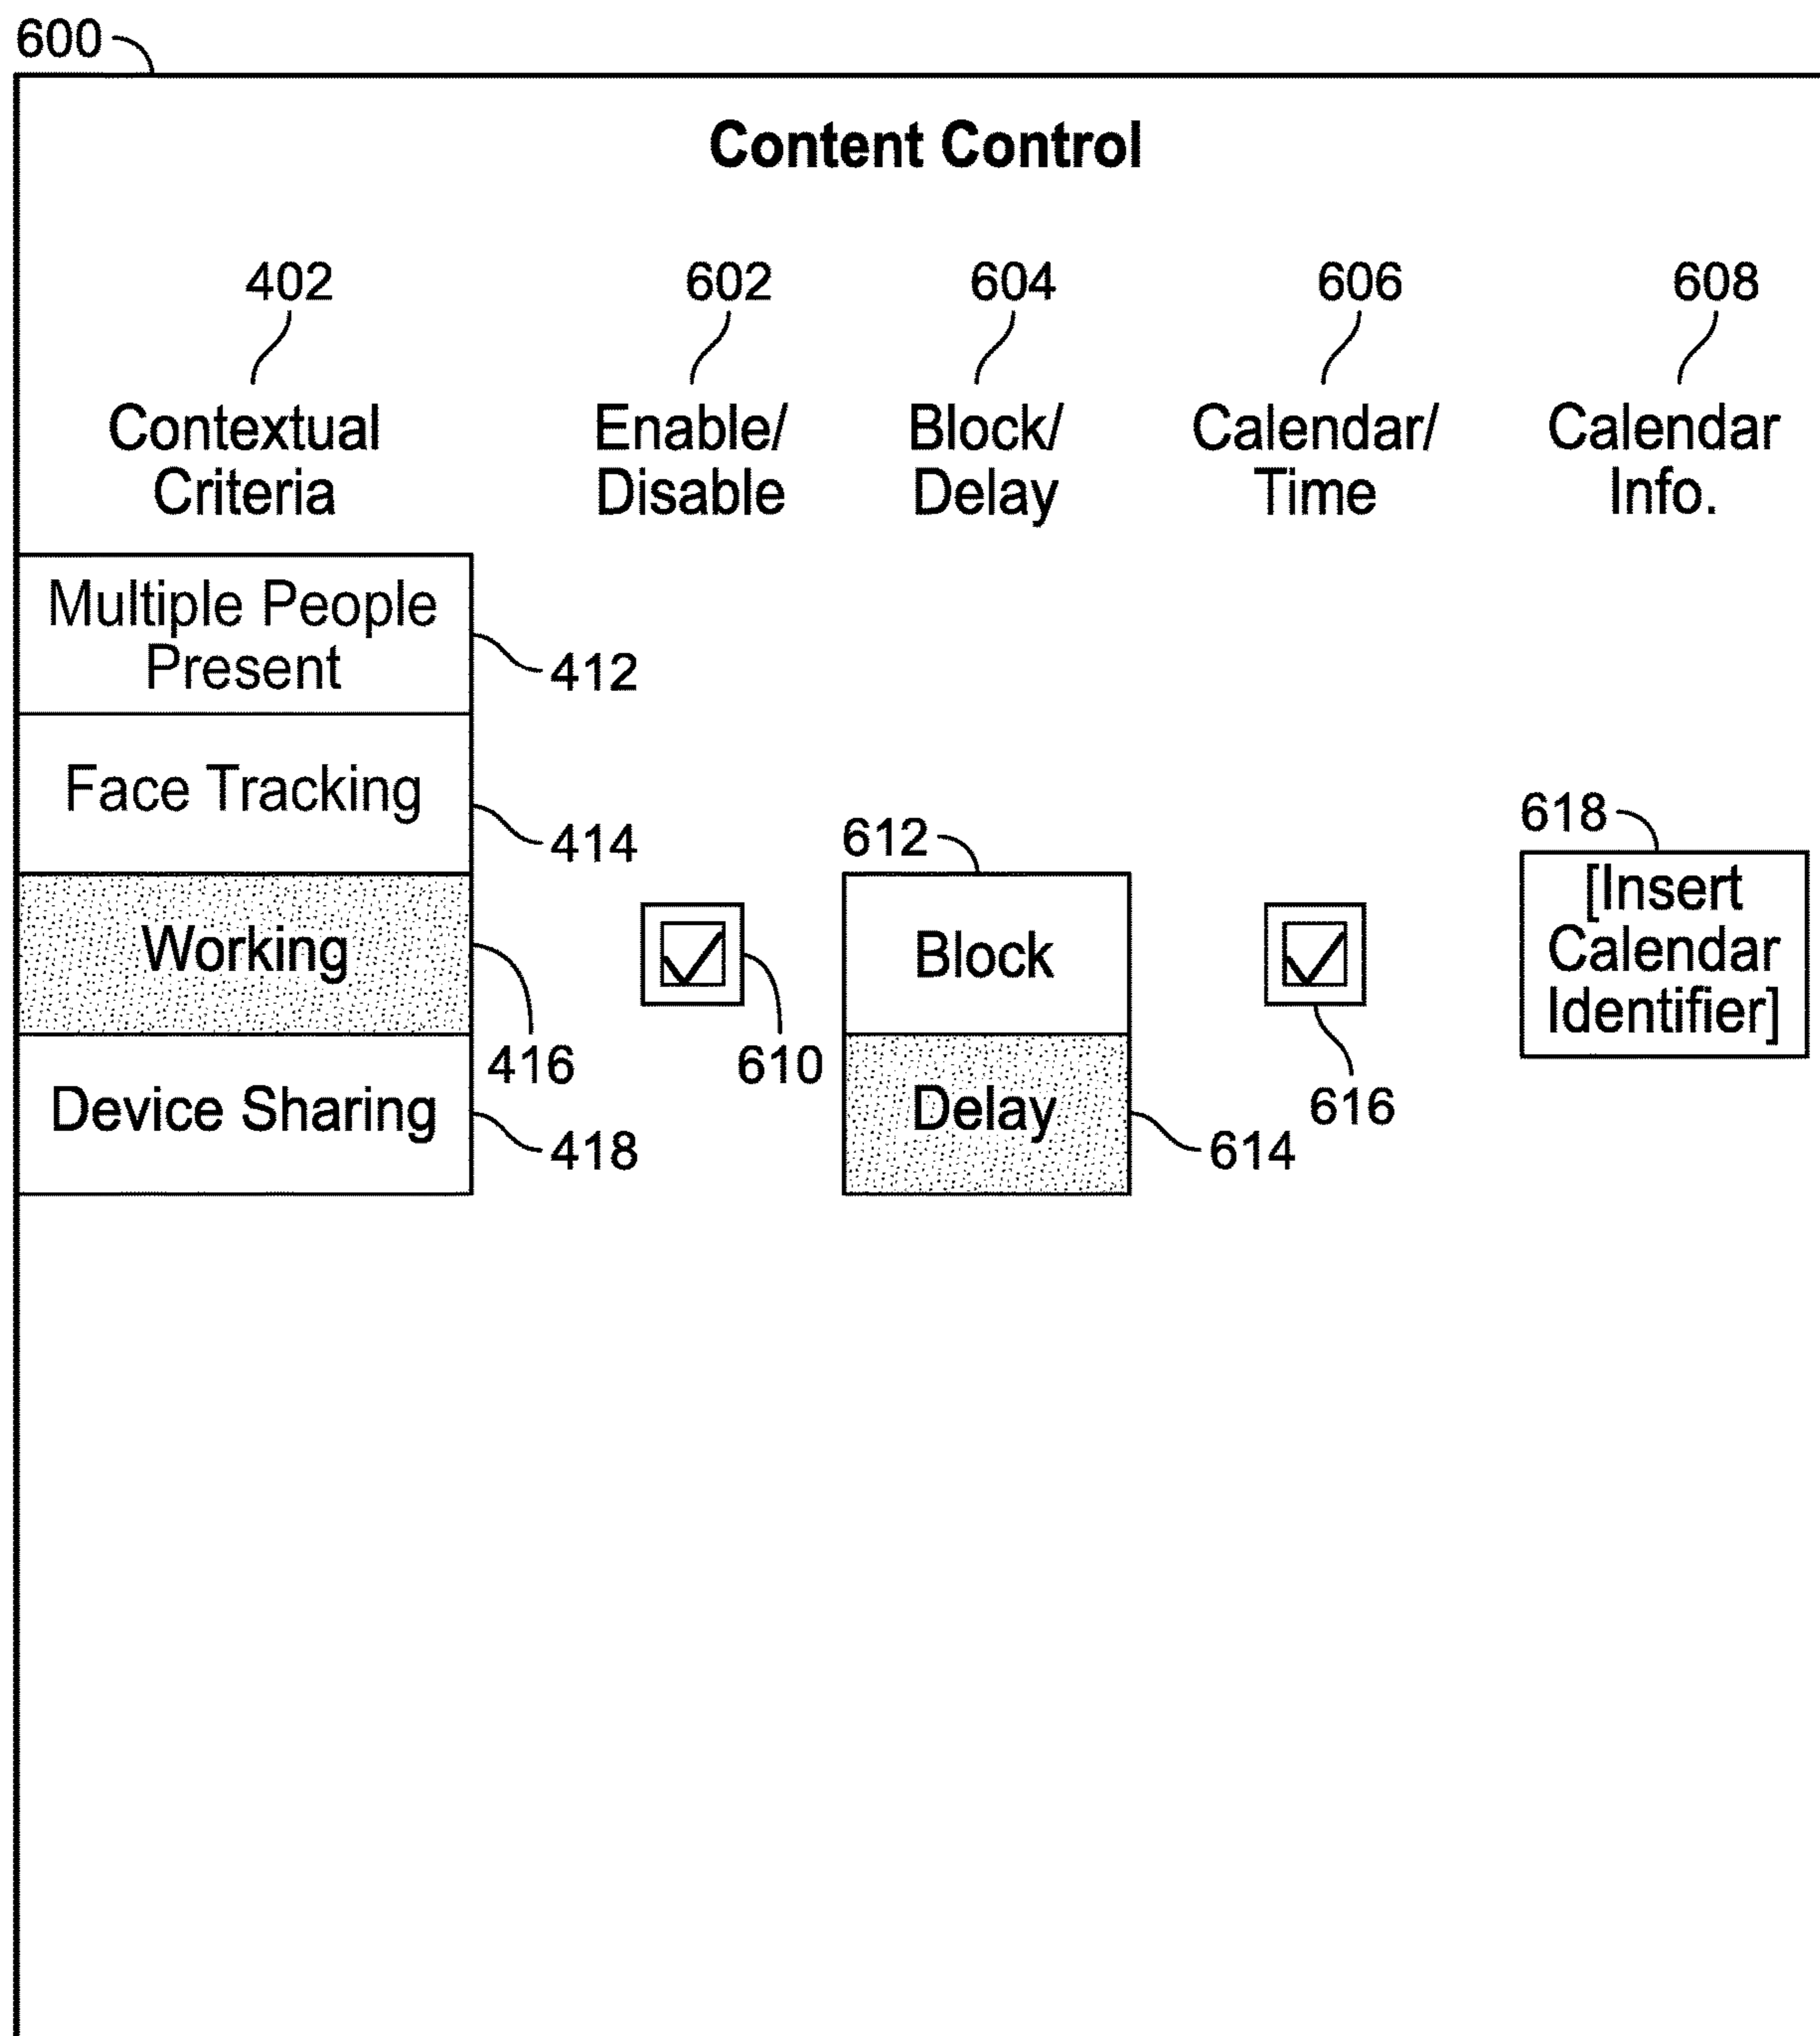 600
Content Control
402 602 604 606 608
Contextual Enable/ Block/ Calendar/ Calendar
Criteria Disable Delay Time Info.
Multiple People
Present
412
Face Tracking
414
Working
416
Device Sharing
418
610
612
Block
Delay
614
616
618
[Insert
Calendar
Identifier]